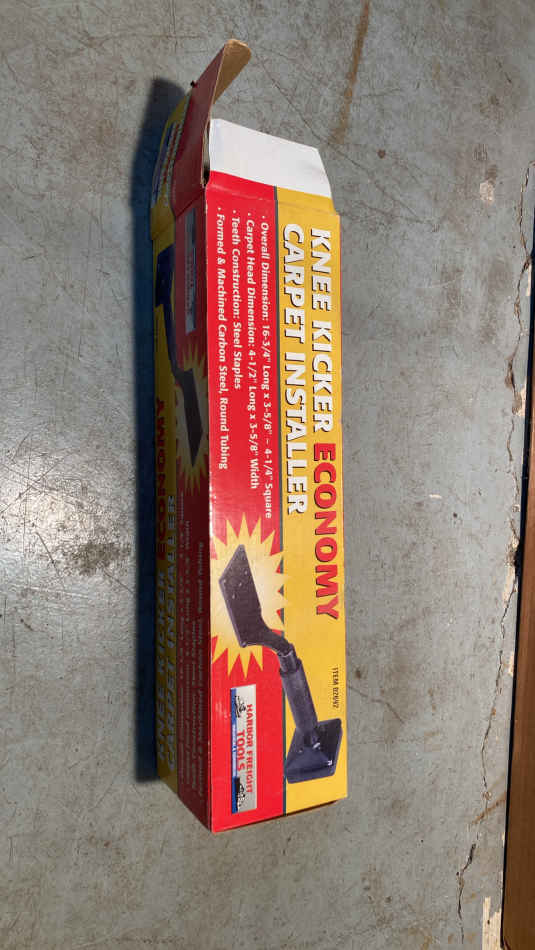 KNEE KICKER ECONOMY
CARPET INSTALLER
• Overall Dimension: 16-3/4" Long x 3-5/8" – 4-1/4" Square
• Carpet Head Dimension: 4-1/2" Long x 3-5/8" Width
• Teeth Construction: Steel Staples
• Formed & Machined Carbon Steel, Round Tubing
ITEM 02692
HARBOR FREIGHT
TOOLS
KNEE KICKER ECONOMY
CARPET INSTALLER